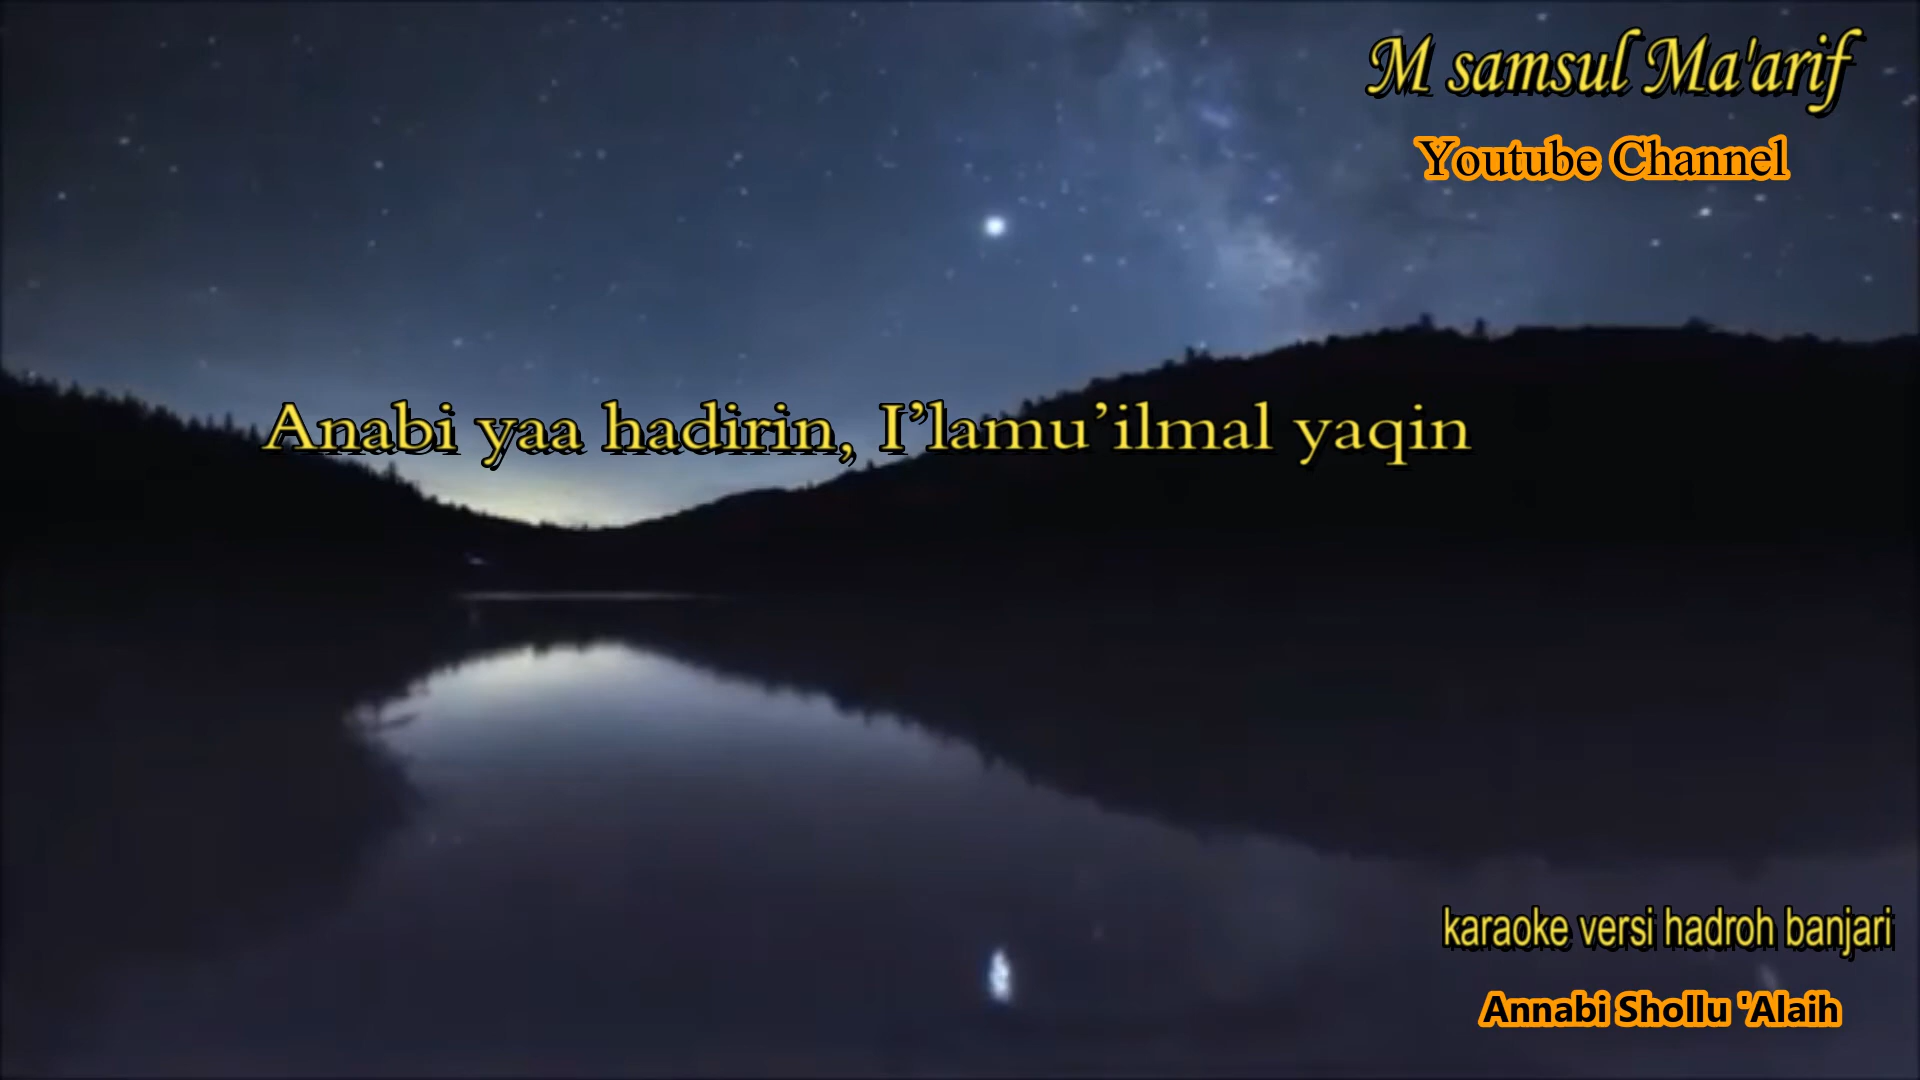 M samsul Ma'arif
Youtube Channel
Anabi yaa hadirin, I’lamu’ilmal yaqin
karaoke versi hadroh banjari
Annabi Shollu 'Alaih